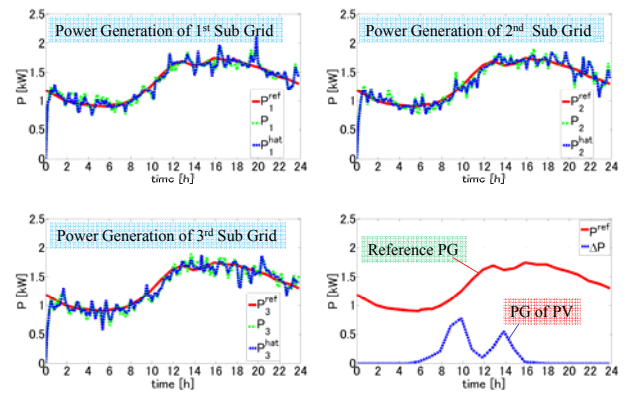 Power Generation of 1st Sub Grid
P [kW]
2.5
2
1.5
1
0.5
0
0 2 4 6 8 10 12 14 16 18 20 22 24
time [h]
P1ref
P1
P1hat
Power Generation of 2nd Sub Grid
P [kW]
2.5
2
1.5
1
0.5
0
0 2 4 6 8 10 12 14 16 18 20 22 24
time [h]
P2ref
P2
P2hat
Power Generation of 3rd Sub Grid
P [kW]
2.5
2
1.5
1
0.5
0
0 2 4 6 8 10 12 14 16 18 20 22 24
time [h]
P3ref
P3
P3hat
P [kW]
2.5
2
1.5
1
0.5
0
0 2 4 6 8 10 12 14 16 18 20 22 24
time [h]
Pref
ΔP
Reference PG
PG of PV